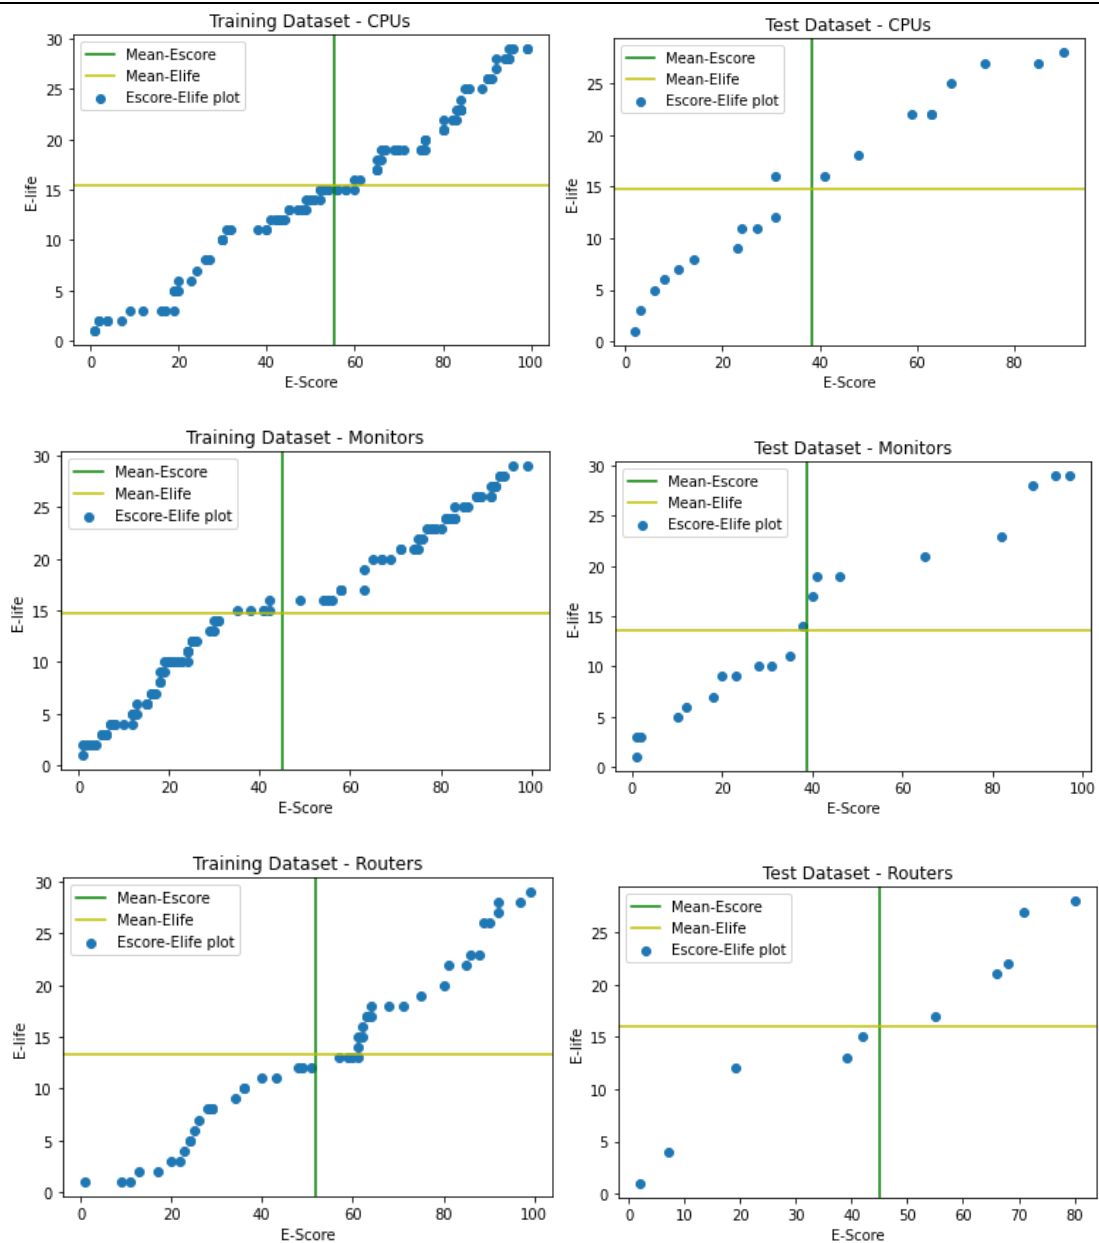 Training Dataset - CPUs
30
25
20
15
10
5
0
E-life
Mean-Escore
Mean-Elife
Escore-Elife plot
0 20 40 60 80 100
E-Score
Test Dataset - CPUs
25
20
15
10
5
0
E-life
Mean-Escore
Mean-Elife
Escore-Elife plot
0 20 40 60 80
E-Score
Training Dataset - Monitors
30
25
20
15
10
5
0
E-life
Mean-Escore
Mean-Elife
Escore-Elife plot
0 20 40 60 80 100
E-Score
Test Dataset - Monitors
30
25
20
15
10
5
0
E-life
Mean-Escore
Mean-Elife
Escore-Elife plot
0 20 40 60 80 100
E-Score
Training Dataset - Routers
30
25
20
15
10
5
0
E-life
Mean-Escore
Mean-Elife
Escore-Elife plot
0 20 40 60 80 100
E-Score
Test Dataset - Routers
25
20
15
10
5
0
E-life
Mean-Escore
Mean-Elife
Escore-Elife plot
0 10 20 30 40 50 60 70 80
E-Score